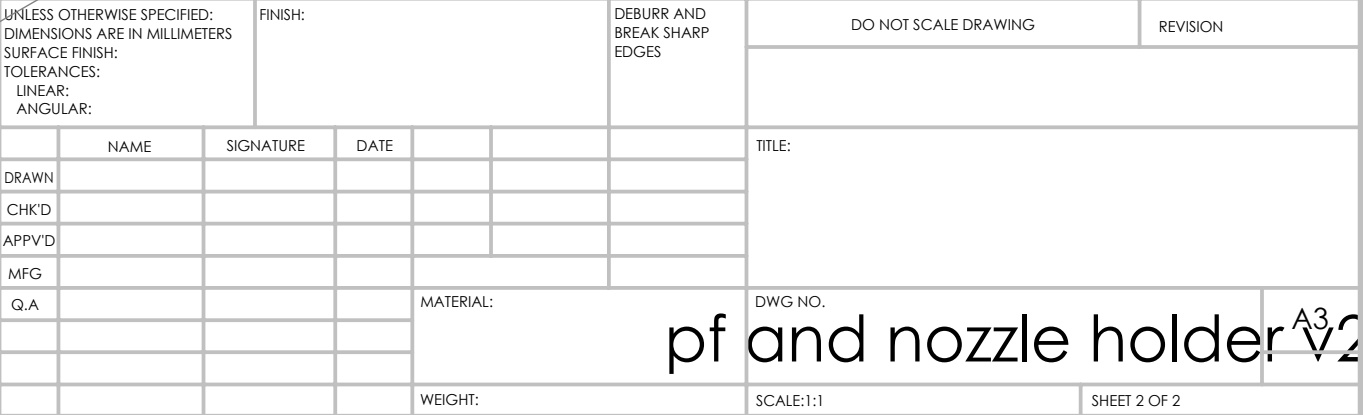 UNLESS OTHERWISE SPECIFIED:
DIMENSIONS ARE IN MILLIMETERS
SURFACE FINISH:
TOLERANCES:
LINEAR:
ANGULAR:
FINISH:
DEBURR AND
BREAK SHARP
EDGES
DO NOT SCALE DRAWING
REVISION
NAME
SIGNATURE
DATE
TITLE:
DRAWN
CHK'D
APPV'D
MFG
Q.A
MATERIAL:
DWG NO.
pf and nozzle holder v2
A3
WEIGHT:
SCALE:1:1
SHEET 2 OF 2